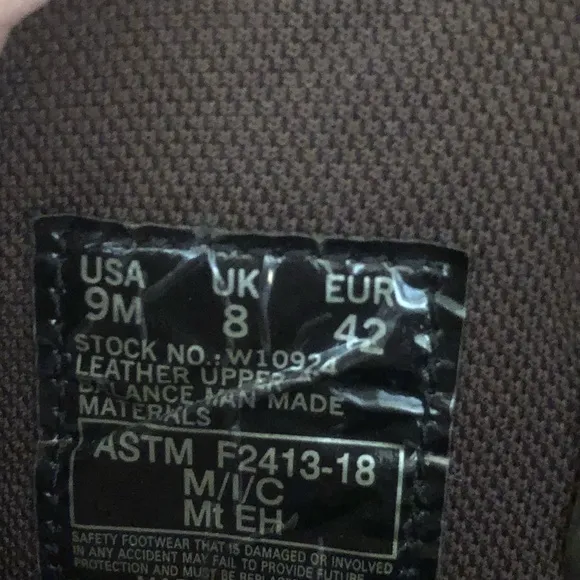 USA UK EUR
9M 8 42
STOCK NO.: W10924
LEATHER UPPER
BALANCE MAN MADE
MATERIALS
ASTM F2413-18
M/I/C
Mt EH
SAFETY FOOTWEAR THAT IS DAMAGED OR INVOLVED
IN ANY ACCIDENT MAY FAIL TO PROVIDE FUTURE
PROTECTION AND MUST BE REPLACED